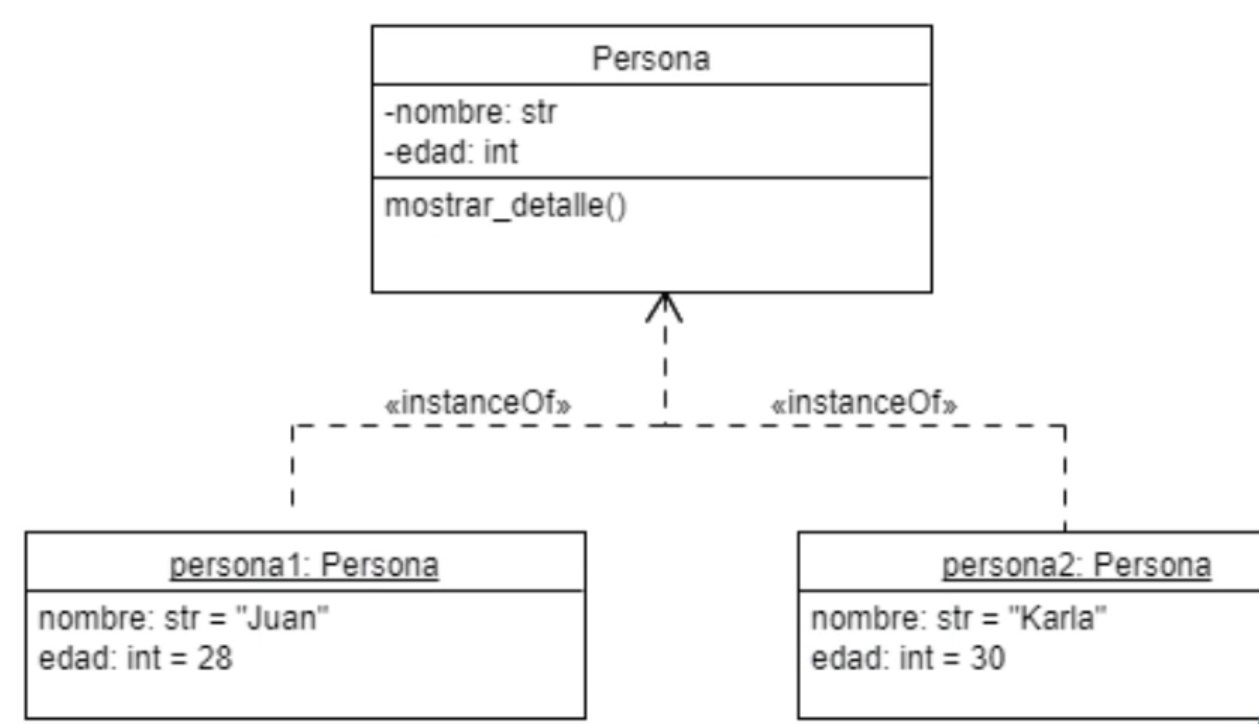 Persona
-nombre: str
-edad: int
mostrar_detalle()
«instanceOf» «instanceOf»
persona1: Persona
nombre: str = "Juan"
edad: int = 28
persona2: Persona
nombre: str = "Karla"
edad: int = 30